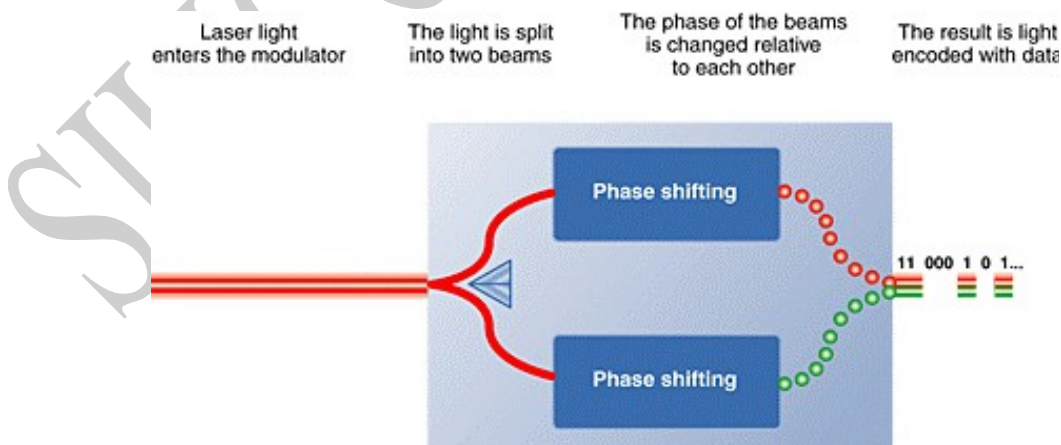 Laser light
enters the modulator
The light is split
into two beams
The phase of the beams
is changed relative
to each other
The result is light
encoded with data
Phase shifting
11 000 1 0 1...
Phase shifting